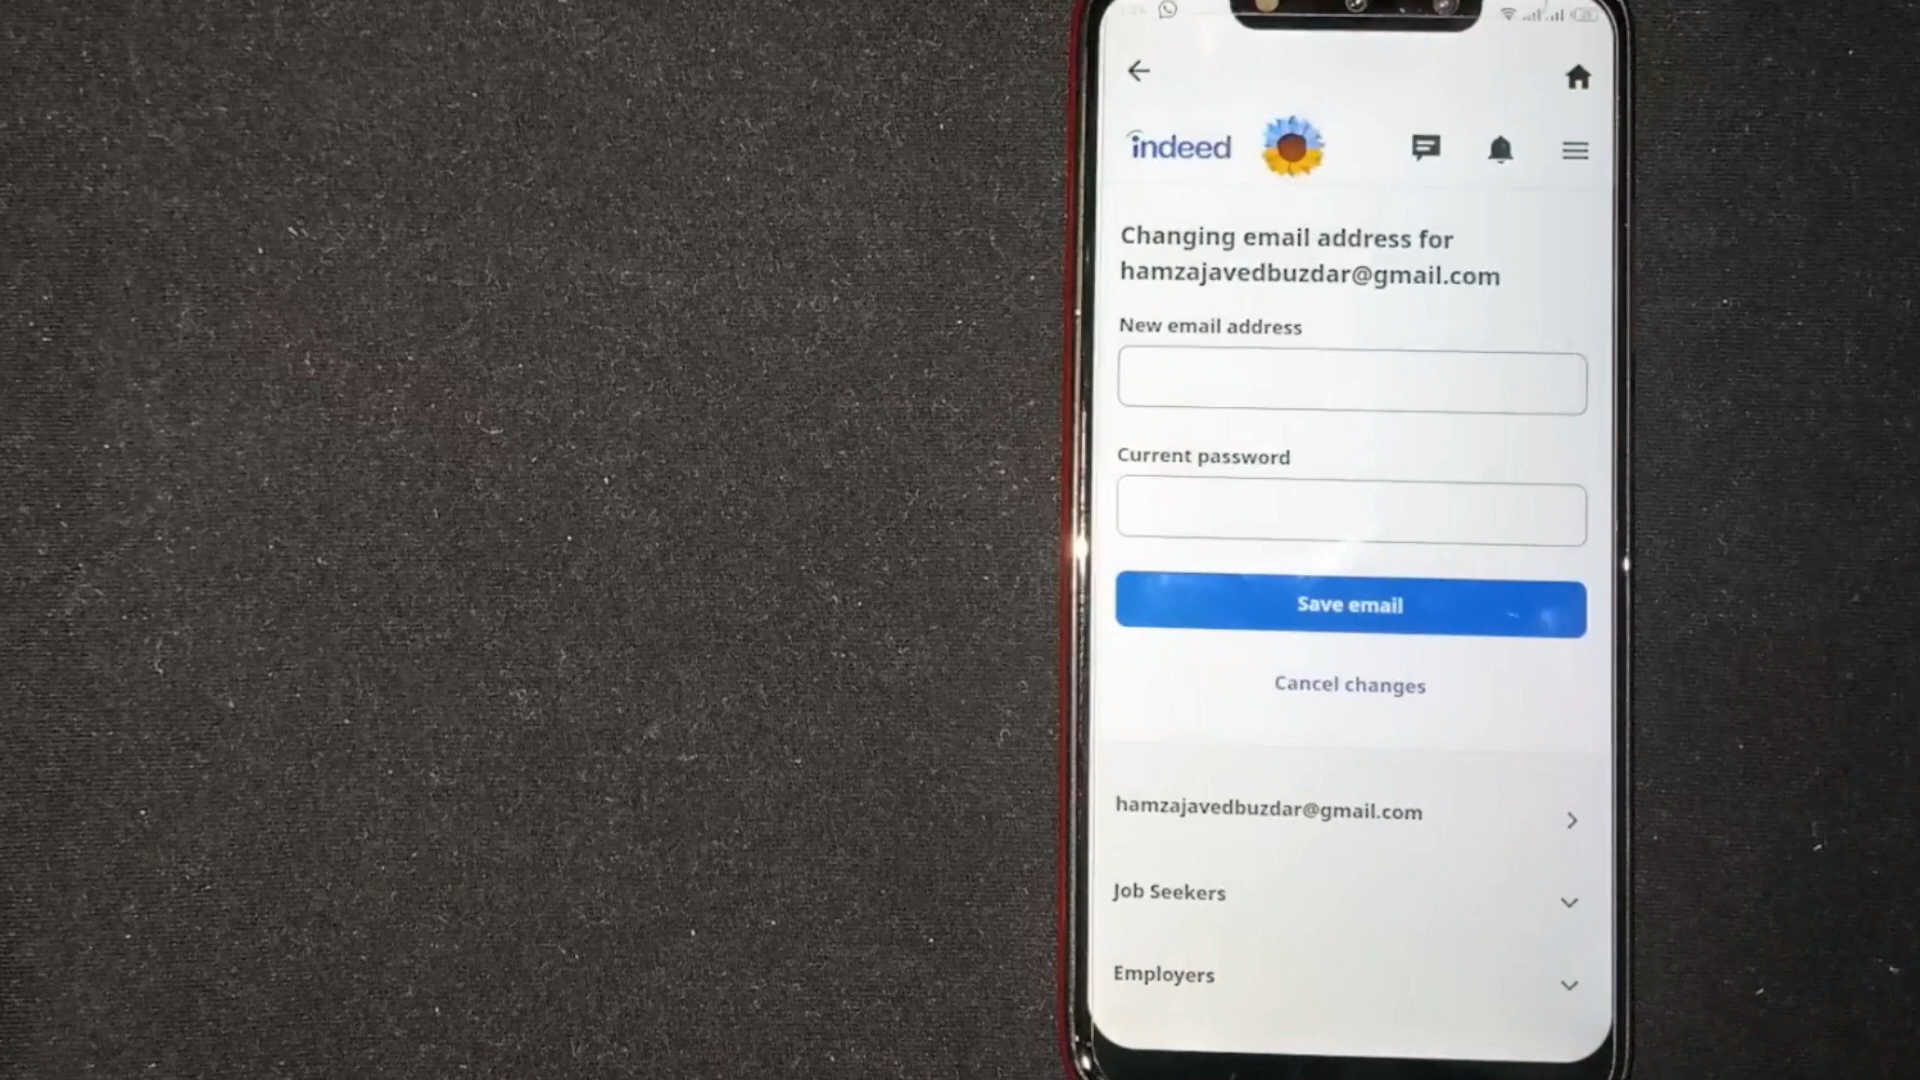 indeed
Changing email address for
hamzajavedbuzdar@gmail.com
New email address
Current password
Save email
Cancel changes
hamzajavedbuzdar@gmail.com
Job Seekers
Employers